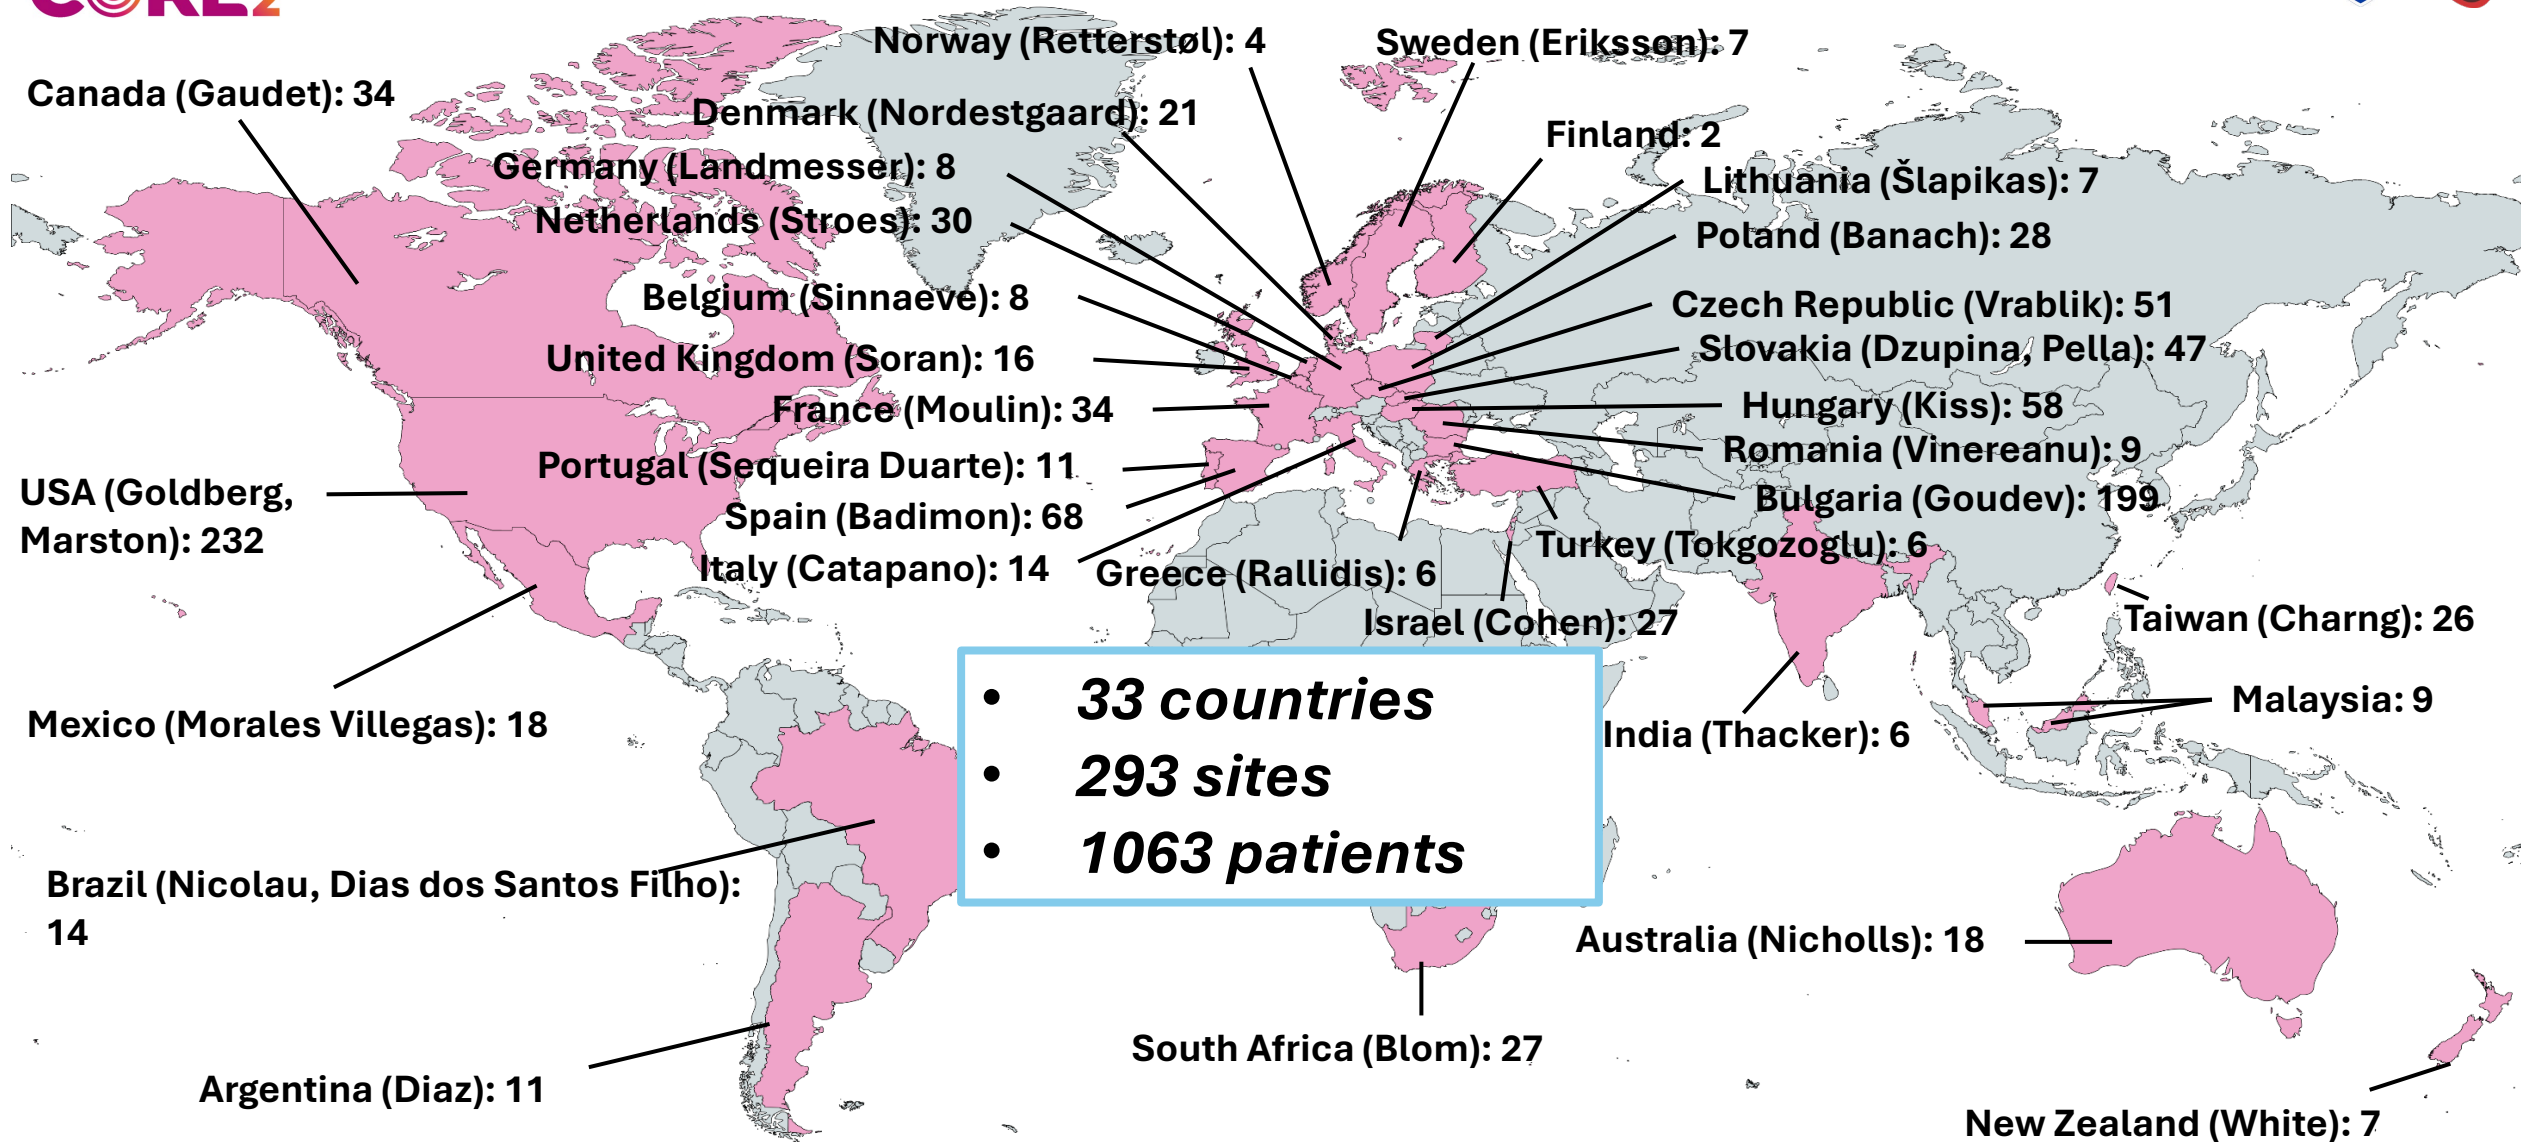 CORE2
Norway (Retterstøl): 4
Sweden (Eriksson): 7
Canada (Gaudet): 34
Denmark (Nordestgaard): 21
Finland: 2
Germany (Landmesser): 8
Lithuania (Šlapikas): 7
Netherlands (Stroes): 30
Poland (Banach): 28
Belgium (Sinnaeve): 8
Czech Republic (Vrablik): 51
United Kingdom (Soran): 16
Slovakia (Dzupina, Pella): 47
France (Moulin): 34
Hungary (Kiss): 58
Romania (Vinereanu): 9
Portugal (Sequeira Duarte): 11
USA (Goldberg,
Marston): 232
Bulgaria (Goudev): 199
Spain (Badimon): 68
Turkey (Tokgozoglu): 6
Italy (Catapano): 14
Greece (Rallidis): 6
Israel (Cohen): 27
Taiwan (Charng): 26
• 33 countries
• 293 sites
• 1063 patients
Malaysia: 9
Mexico (Morales Villegas): 18
India (Thacker): 6
Brazil (Nicolau, Dias dos Santos Filho):
14
Australia (Nicholls): 18
South Africa (Blom): 27
Argentina (Diaz): 11
New Zealand (White): 7